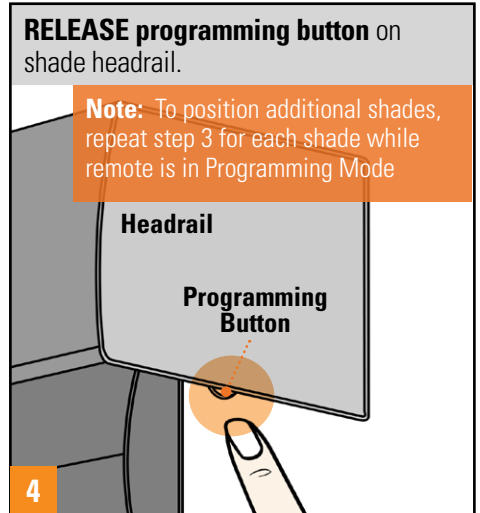 RELEASE programming button on
shade headrail.
Note: To position additional shades,
repeat step 3 for each shade while
remote is in Programming Mode
Headrail
Programming
Button
4